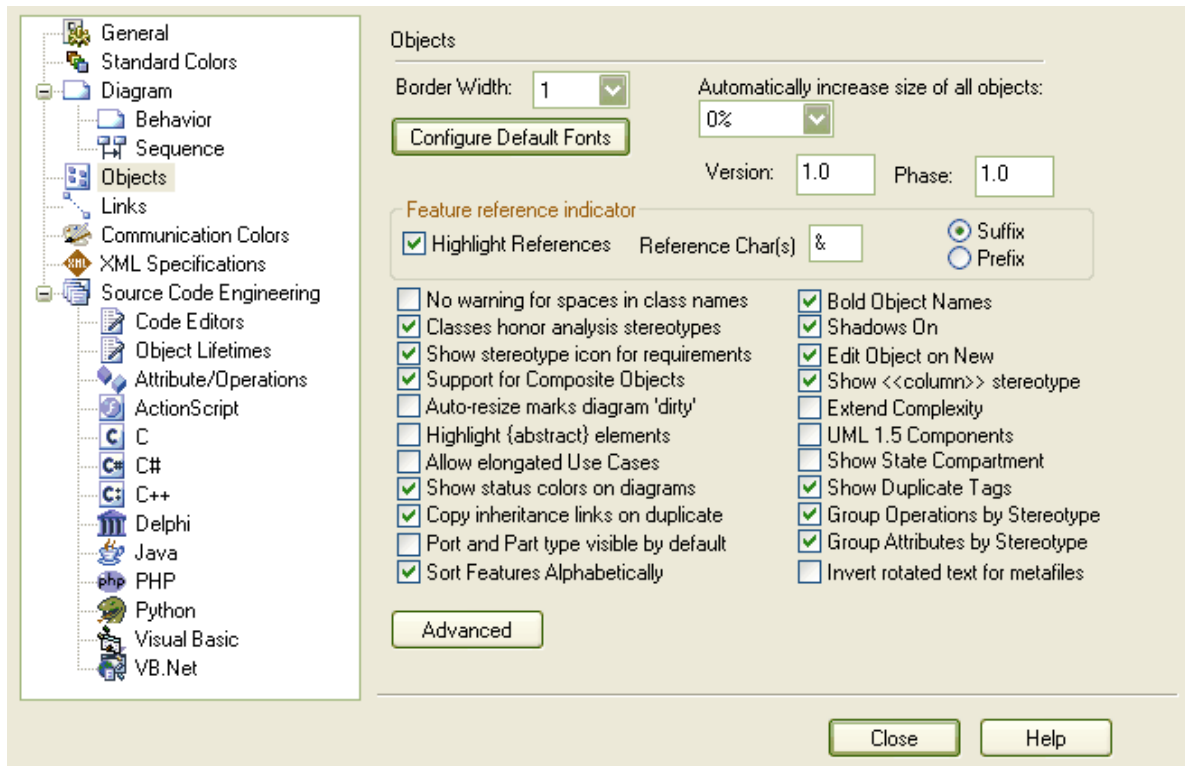 General
Standard Colors
Diagram
Behavior
Sequence
Objects
Links
Communication Colors
XML Specifications
Source Code Engineering
Code Editors
Object Lifetimes
Attribute/Operations
ActionScript
C
C#
C++
Delphi
Java
PHP
Python
Visual Basic
VB.Net
Objects
Border Width: 1
Automatically increase size of all objects:
0%
Configure Default Fonts
Version: 1.0 Phase: 1.0
Feature reference indicator
Highlight References Reference Char(s) & Suffix
Prefix
No warning for spaces in class names
Classes honor analysis stereotypes
Show stereotype icon for requirements
Support for Composite Objects
Auto-resize marks diagram 'dirty'
Highlight {abstract} elements
Allow elongated Use Cases
Show status colors on diagrams
Copy inheritance links on duplicate
Port and Part type visible by default
Sort Features Alphabetically
Bold Object Names
Shadows On
Edit Object on New
Show <<column>> stereotype
Extend Complexity
UML 1.5 Components
Show State Compartment
Show Duplicate Tags
Group Operations by Stereotype
Group Attributes by Stereotype
Invert rotated text for metafiles
Advanced
Close Help